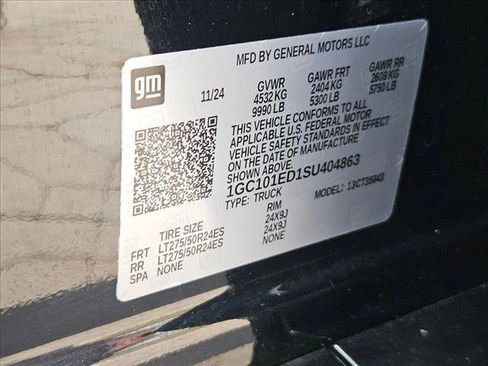 MFD BY GENERAL MOTORS LLC
gm
11/24 GVWR GAWR FRT GAWR RR
4532 KG 2404 KG 2608 KG
9990 LB 5300 LB 5750 LB
THIS VEHICLE CONFORMS TO ALL
APPLICABLE U.S. FEDERAL MOTOR
VEHICLE SAFETY STANDARDS IN EFFECT
ON THE DATE OF MANUFACTURE
SHOWN ABOVE.
1GC101ED1SU404863
TYPE: TRUCK MODEL: 13CT35943
TIRE SIZE RIM
FRT LT275/50R24ES 24X9J
RR LT275/50R24ES 24X9J
SPA NONE NONE